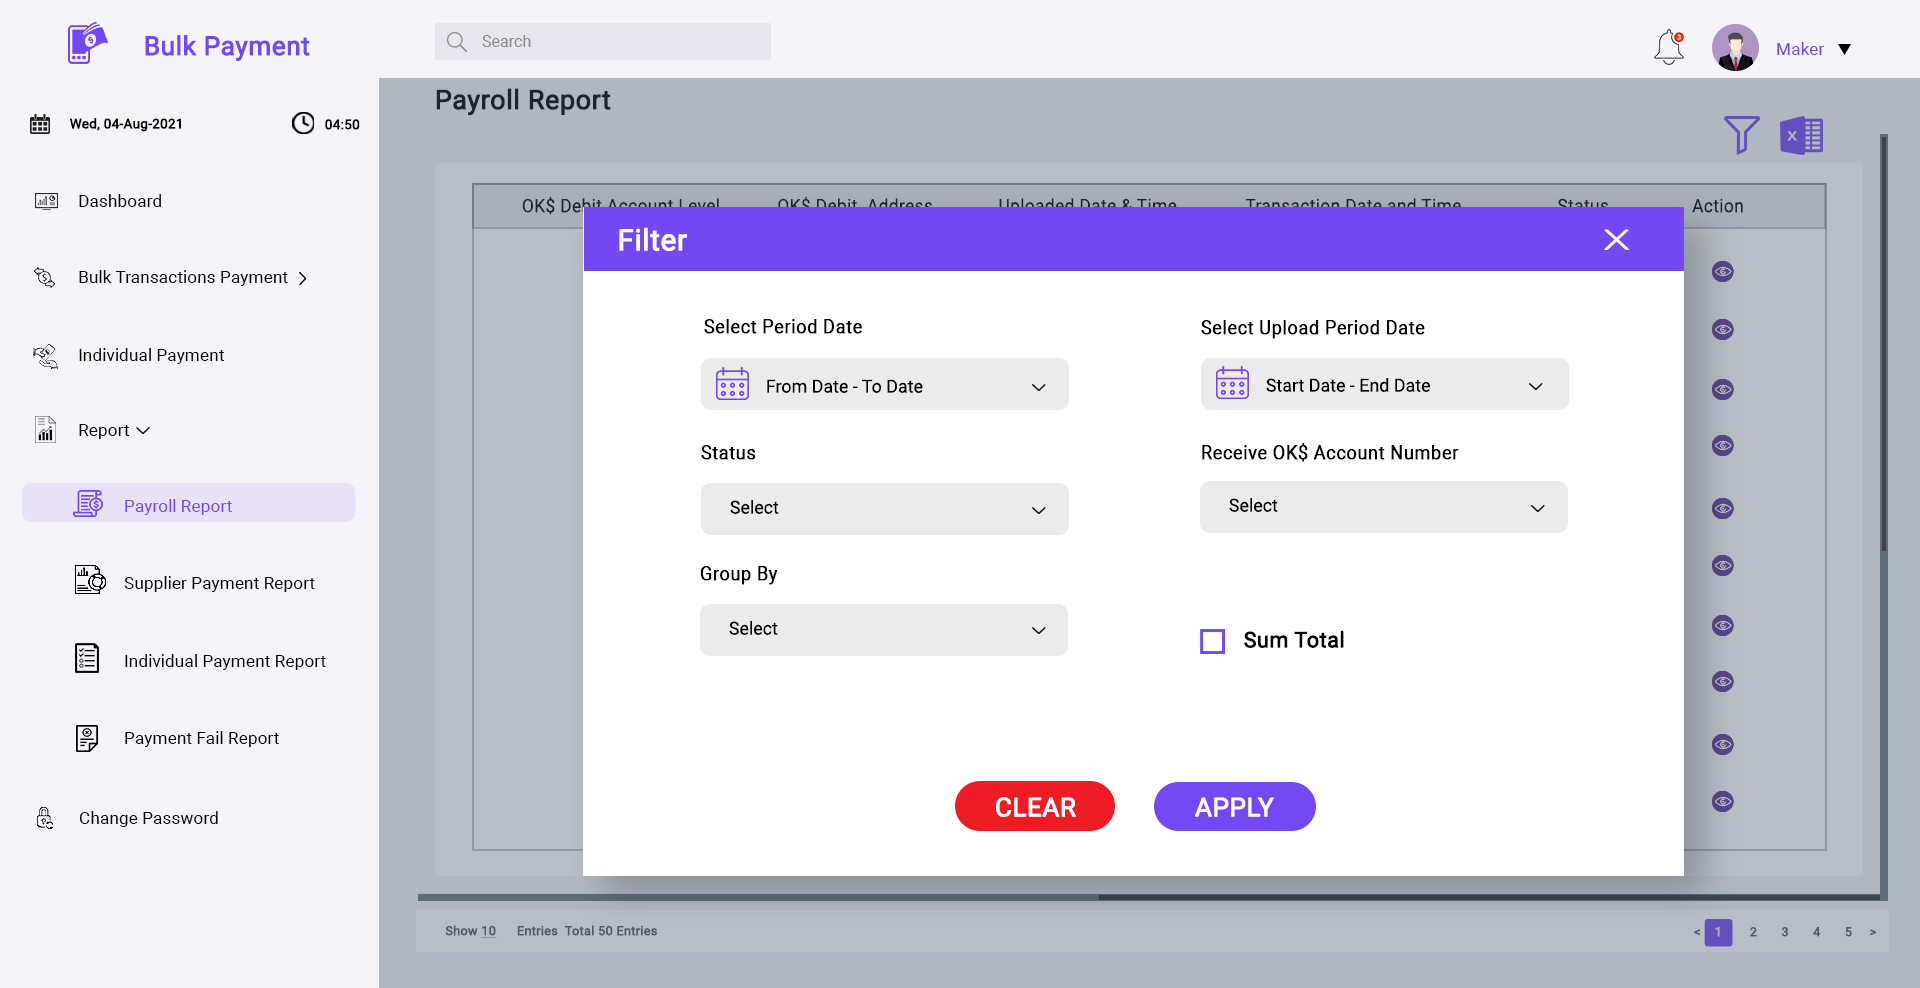 Bulk Payment
Search
3
Maker
Wed, 04-Aug-2021
04:50
Payroll Report
X
Dashboard
Bulk Transactions Payment
Individual Payment
Report
Payroll Report
Supplier Payment Report
Individual Payment Report
Payment Fail Report
Change Password
OK$ Debit Account Level
OK$ Debit Address
Uploaded Date & Time
Transaction Date and Time
Status
Action
Filter
Select Period Date
Select Upload Period Date
From Date - To Date
Start Date - End Date
Status
Receive OK$ Account Number
Select
Select
Group By
Select
Sum Total
CLEAR
APPLY
Show 10 Entries Total 50 Entries
< 1 2 3 4 5 >